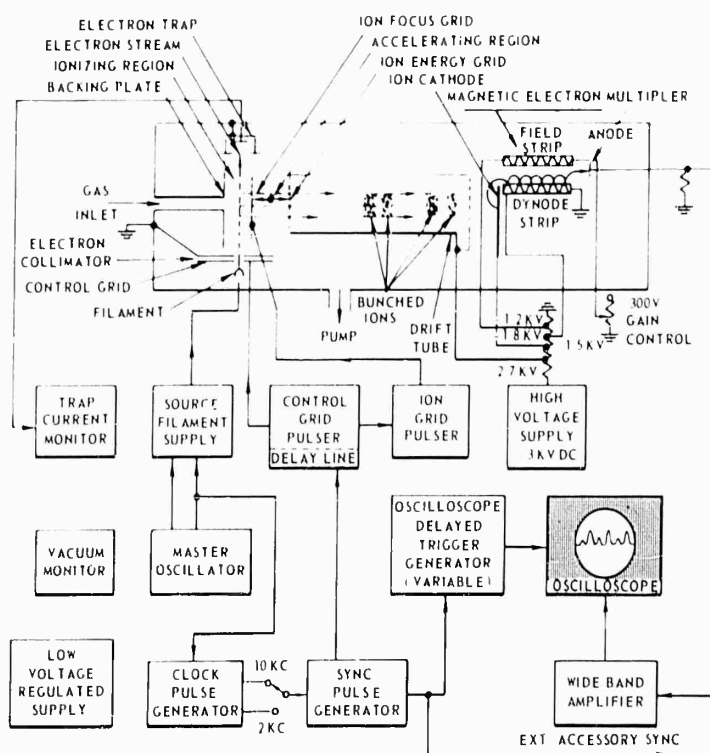 ELECTRON TRAP
ELECTRON STREAM
IONIZING REGION
BACKING PLATE
ION FOCUS GRID
ACCELERATING REGION
ION ENERGY GRID
ION CATHODE
MAGNETIC ELECTRON MULTIPLER
FIELD
STRIP
ANODE
DYNODE
STRIP
GAS
INLET
ELECTRON
COLLIMATOR
CONTROL GRID
FILAMENT
PUMP
BUNCHED
IONS
DRIFT
TUBE
1.2KV
1.8KV
1.5KV
2.7KV
300V
GAIN
CONTROL
TRAP
CURRENT
MONITOR
SOURCE
FILAMENT
SUPPLY
CONTROL
GRID
PULSER
DELAY LINE
ION
GRID
PULSER
HIGH
VOLTAGE
SUPPLY
3KVDC
VACUUM
MONITOR
MASTER
OSCILLATOR
OSCILLOSCOPE
DELAYED
TRIGGER
GENERATOR
(VARIABLE)
OSCILLOSCOPE
LOW
VOLTAGE
REGULATED
SUPPLY
CLOCK
PULSE
GENERATOR
10KC
2KC
SYNC
PULSE
GENERATOR
WIDE BAND
AMPLIFIER
EXT ACCESSORY SYNC